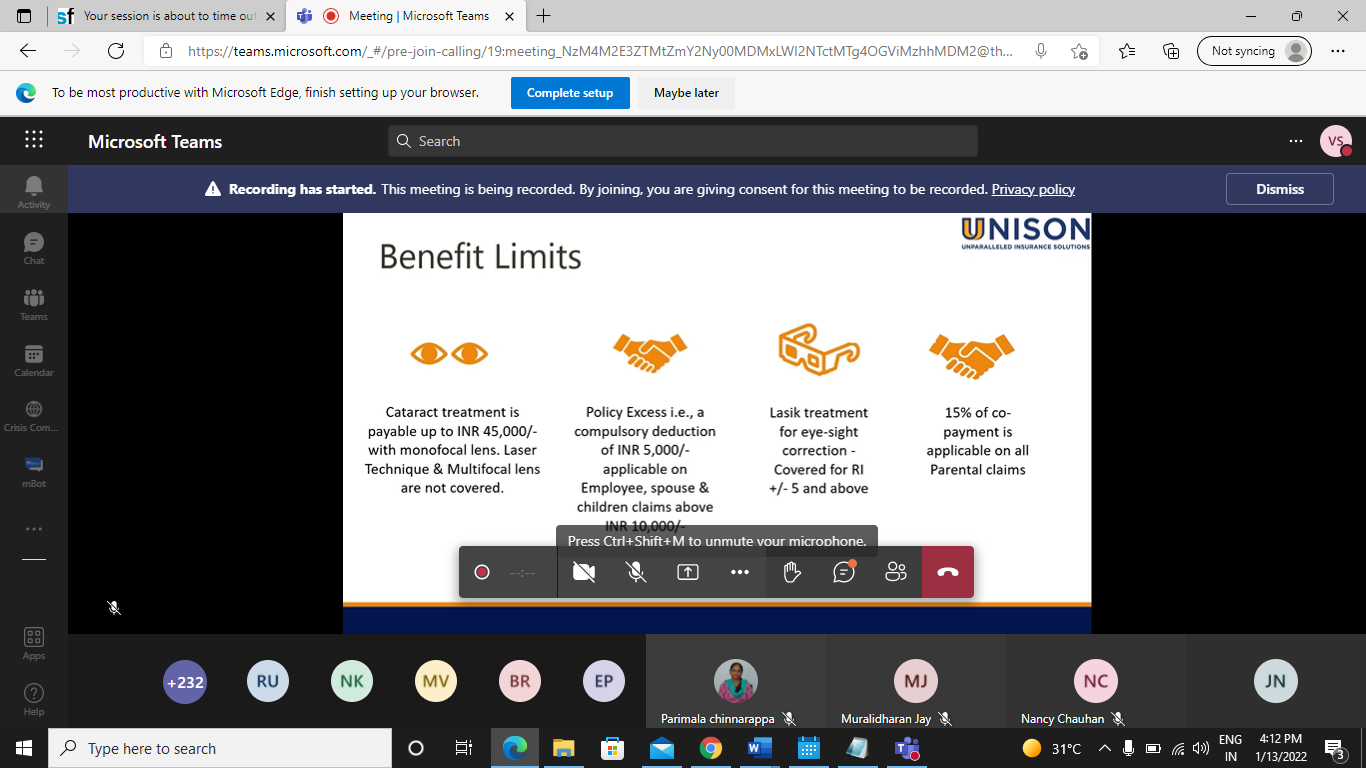 Your session is about to time out
Meeting | Microsoft Teams
https://teams.microsoft.com/_#/pre-join-calling/19:meeting_NzM4M2E3ZTMtZmY2Ny00MDMxLWI2NTctMTg4OGViMzhhMDM2@th...
Not syncing
To be most productive with Microsoft Edge, finish setting up your browser.
Complete setup
Maybe later
Microsoft Teams
Search
VS
Recording has started. This meeting is being recorded. By joining, you are giving consent for this meeting to be recorded. Privacy policy
Dismiss
Activity
Chat
Teams
Calendar
Crisis Com...
mBot
Apps
Help
UNISON
UNPARALLELED INSURANCE SOLUTIONS
Benefit Limits
Cataract treatment is
payable up to INR 45,000/-
with monofocal lens. Laser
Technique & Multifocal lens
are not covered.
Policy Excess i.e., a
compulsory deduction
of INR 5,000/-
applicable on
Employee, spouse &
children claims above
INR 10,000/-
Lasik treatment
for eye-sight
correction -
Covered for RI
+/- 5 and above
15% of co-
payment is
applicable on all
Parental claims
Press Ctrl+Shift+M to unmute your microphone.
--:--
+232
RU
NK
MV
BR
EP
Parimala chinnarappa
MJ
Muralidharan Jay
NC
Nancy Chauhan
JN
Type here to search
31°C
ENG
IN
4:12 PM
1/13/2022
3